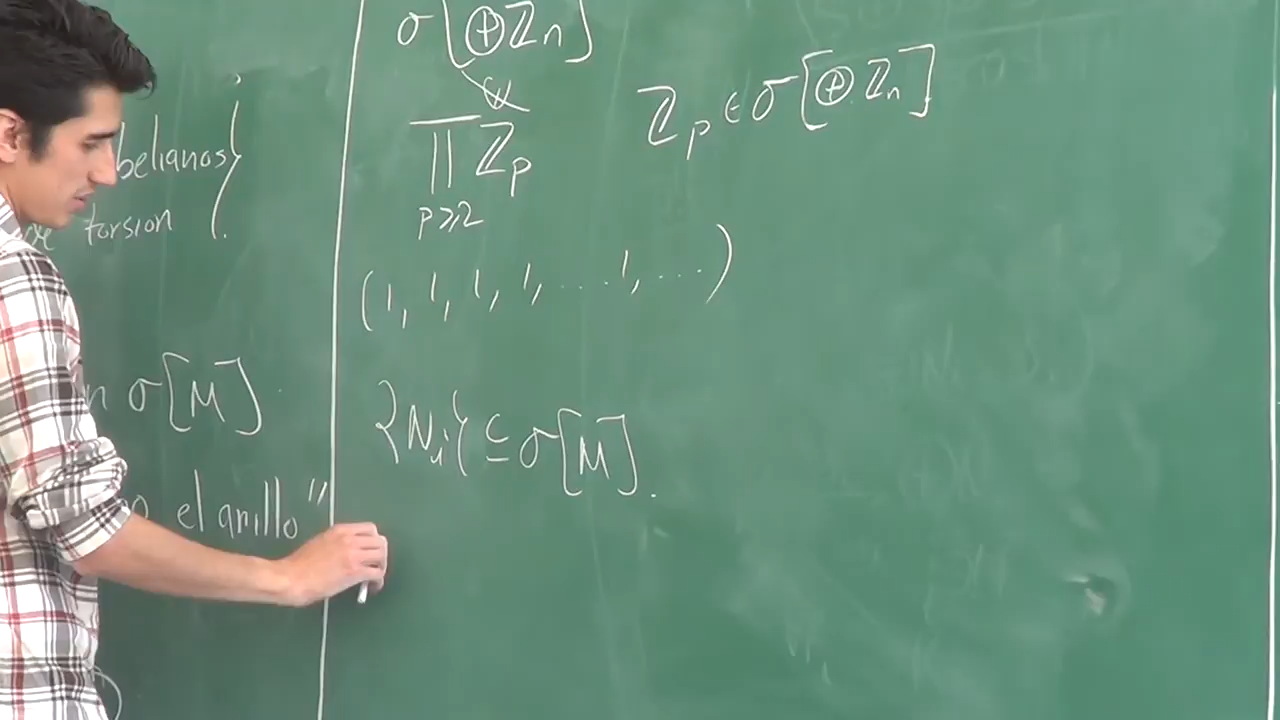 belianos}
torsion
σ[M].
el anillo"
σ[⊕ℤn]
∏ ℤp
p⩾2
ℤp ∈ σ[⊕ℤn]
(1, 1, 1, 1, ... 1, ...)
{Ni} ⊆ σ[M].